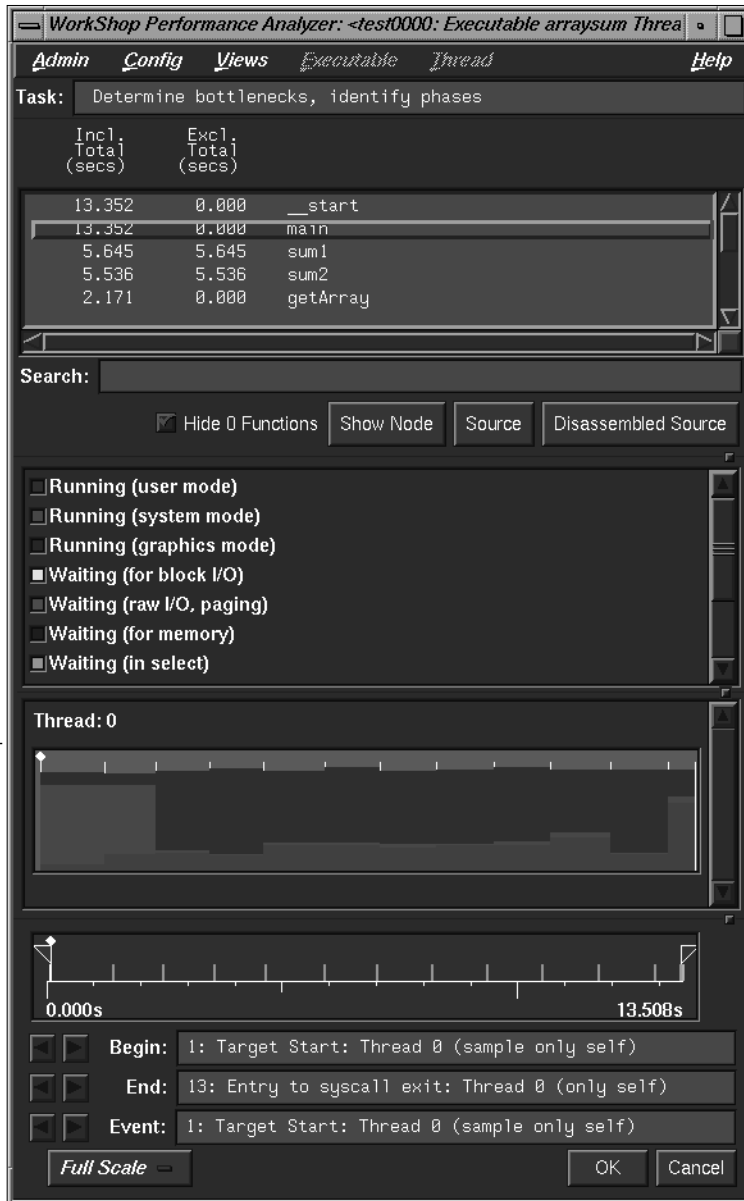 WorkShop Performance Analyzer: <test0000: Executable arraysum Threa
Admin Config Views Executable Thread Help
Task: Determine bottlenecks, identify phases
Incl. Excl.
Total Total
(secs) (secs)
13.352 0.000 __start
13.352 0.000 main
5.645 5.645 sum1
5.536 5.536 sum2
2.171 0.000 getArray
Search:
Hide 0 Functions Show Node Source Disassembled Source
Running (user mode)
Running (system mode)
Running (graphics mode)
Waiting (for block I/O)
Waiting (raw I/O, paging)
Waiting (for memory)
Waiting (in select)
Thread: 0
0.000s 13.508s
Begin: 1: Target Start: Thread 0 (sample only self)
End: 13: Entry to syscall exit: Thread 0 (only self)
Event: 1: Target Start: Thread 0 (sample only self)
Full Scale OK Cancel